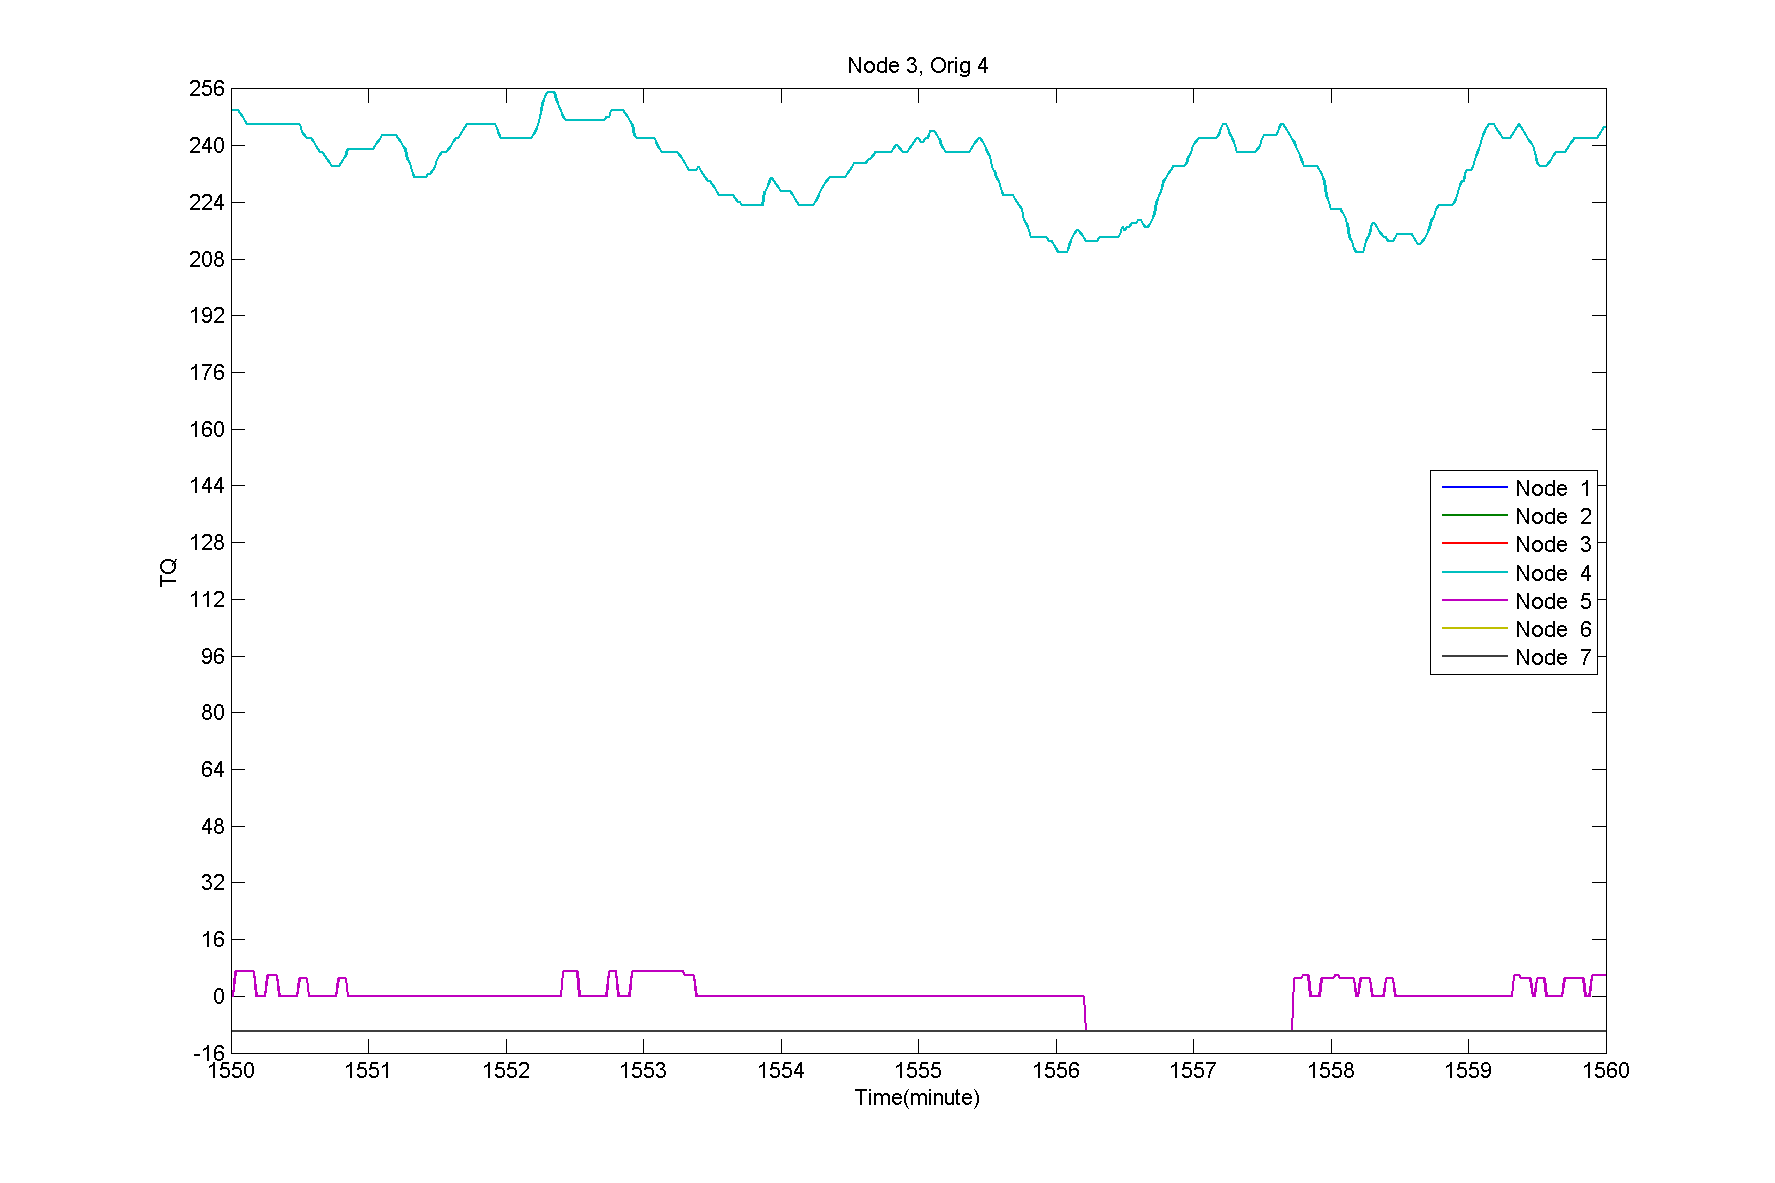 Node 3, Orig 4
256
240
224
208
192
176
160
144
128
112
96
80
64
48
32
16
0
-16
TQ
Node 1
Node 2
Node 3
Node 4
Node 5
Node 6
Node 7
1550 1551 1552 1553 1554 1555 1556 1557 1558 1559 1560
Time(minute)